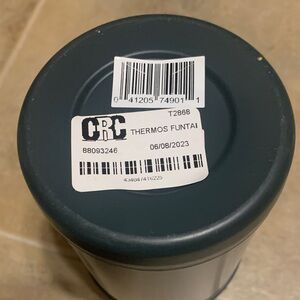 0 41205 74901 1
T2868
CRC THERMOS FUNTAI
88093246 06/08/2023